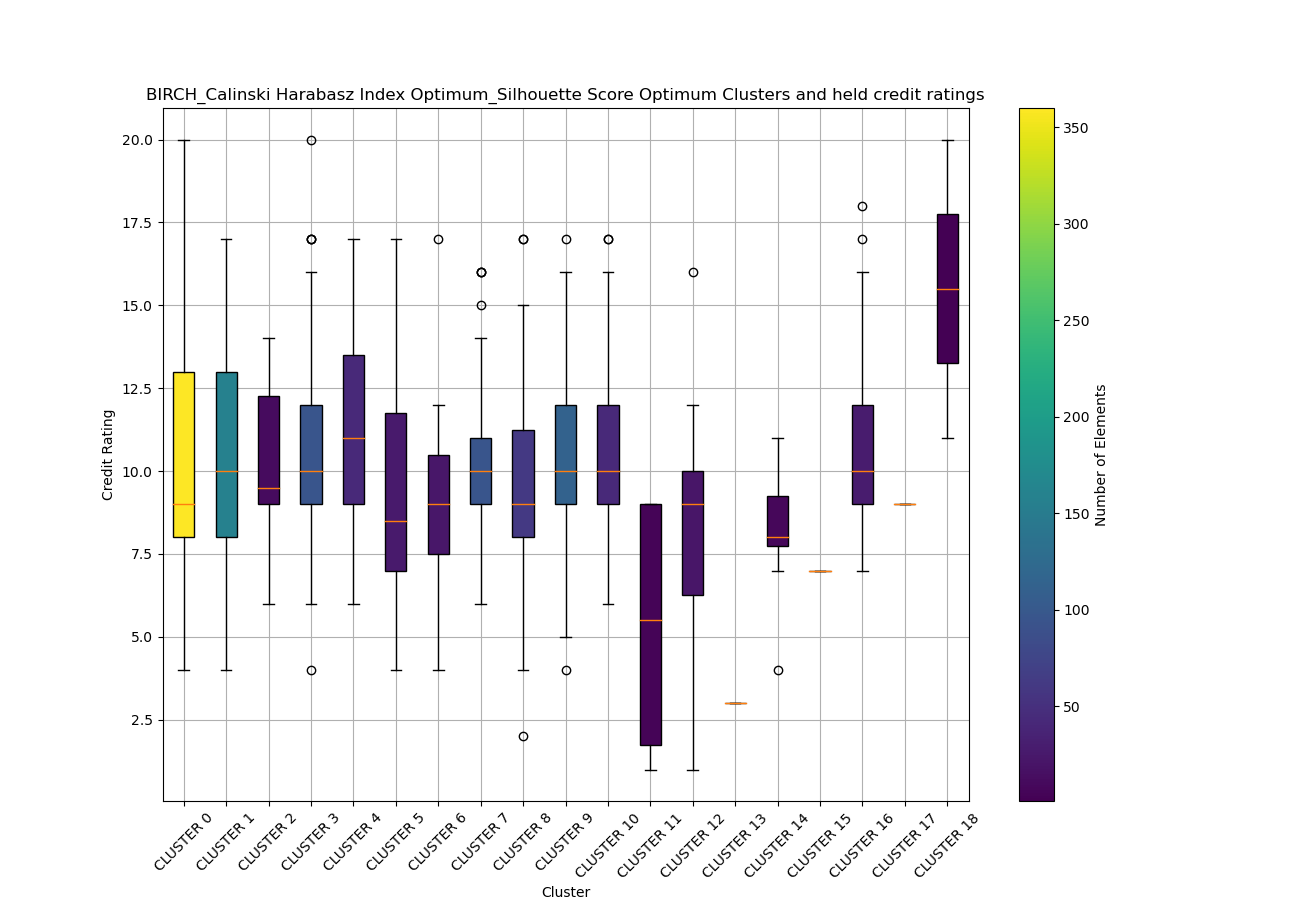 BIRCH_Calinski Harabasz Index Optimum_Silhouette Score Optimum Clusters and held credit ratings
20.0
17.5
15.0
12.5
10.0
7.5
5.0
2.5
Credit Rating
CLUSTER 0
CLUSTER 1
CLUSTER 2
CLUSTER 3
CLUSTER 4
CLUSTER 5
CLUSTER 6
CLUSTER 7
CLUSTER 8
CLUSTER 9
CLUSTER 10
CLUSTER 11
CLUSTER 12
CLUSTER 13
CLUSTER 14
CLUSTER 15
CLUSTER 16
CLUSTER 17
CLUSTER 18
Cluster
350
300
250
200
150
100
50
Number of Elements